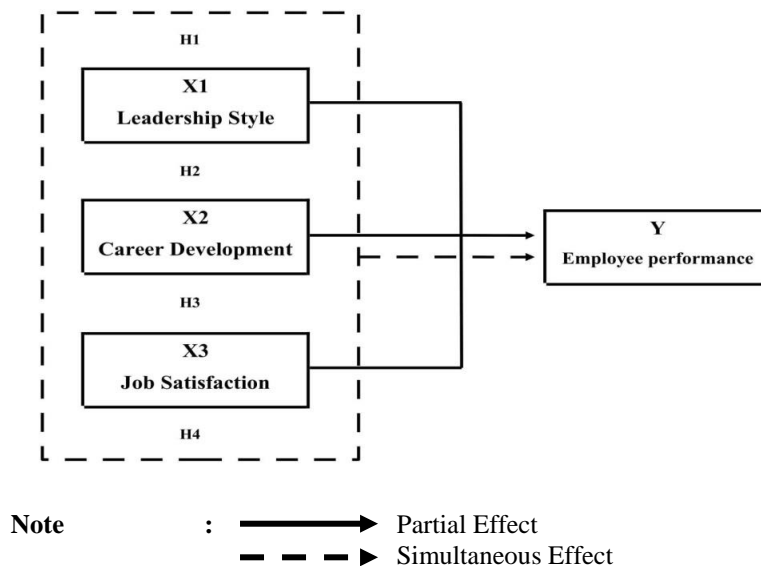 H1
X1
Leadership Style
H2
X2
Career Development
Y
Employee performance
H3
X3
Job Satisfaction
H4
Note : Partial Effect
Simultaneous Effect